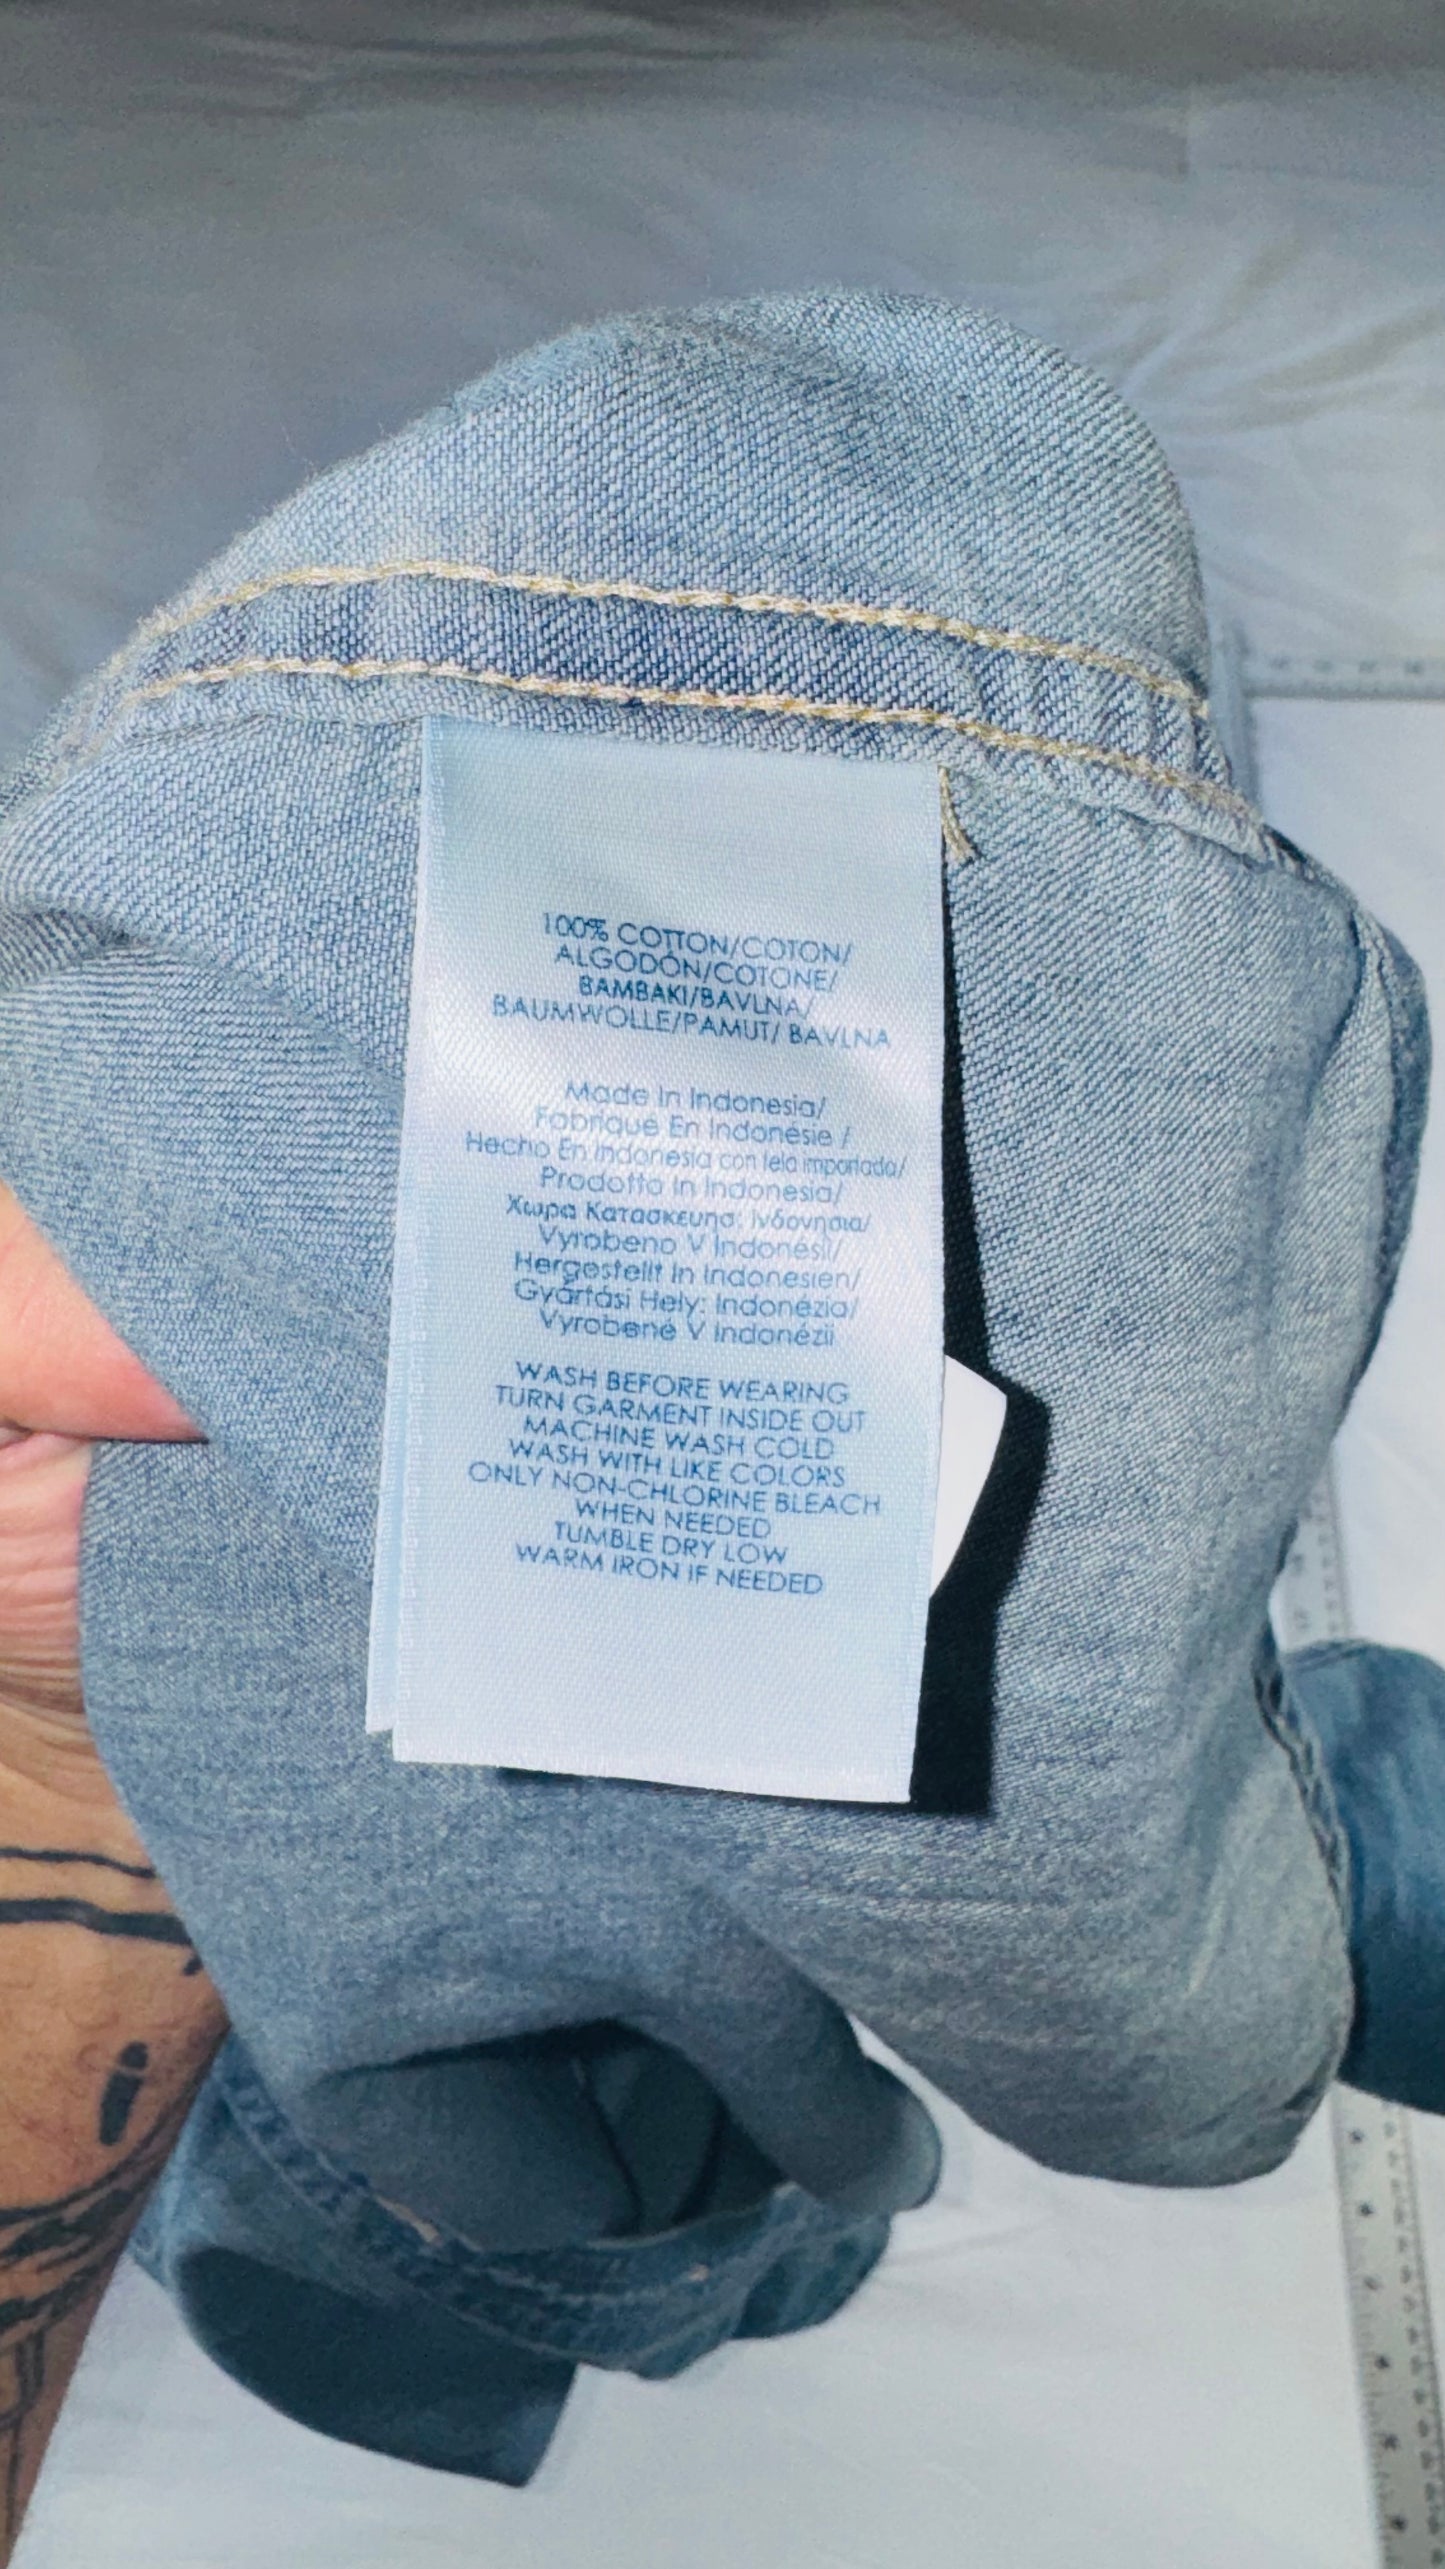 100% COTTON/COTON/
ALGODÓN/COTONE/
BAMBAKI/BAVLNA/
BAUMWOLLE/PAMUT/ BAVLNA
Made In Indonesia/
Fabriqué En Indonésie /
Hecho En Indonesia con tela importada/
Prodotto In Indonesia/
Χωρα Κατασκευησ: Ινδονησια/
Vyrobeno V Indonésii/
Hergestellt In Indonesien/
Gyártási Hely: Indonézia/
Vyrobené V Indonézii
WASH BEFORE WEARING
TURN GARMENT INSIDE OUT
MACHINE WASH COLD
WASH WITH LIKE COLORS
ONLY NON-CHLORINE BLEACH
WHEN NEEDED
TUMBLE DRY LOW
WARM IRON IF NEEDED